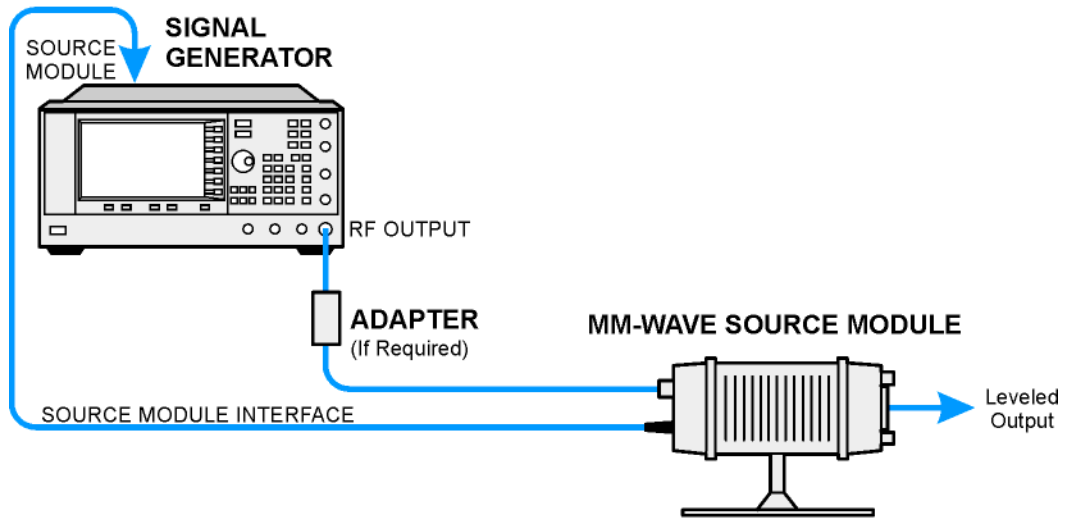 SIGNAL
GENERATOR
SOURCE
MODULE
RF OUTPUT
ADAPTER
(If Required)
MM-WAVE SOURCE MODULE
SOURCE MODULE INTERFACE
Leveled
Output